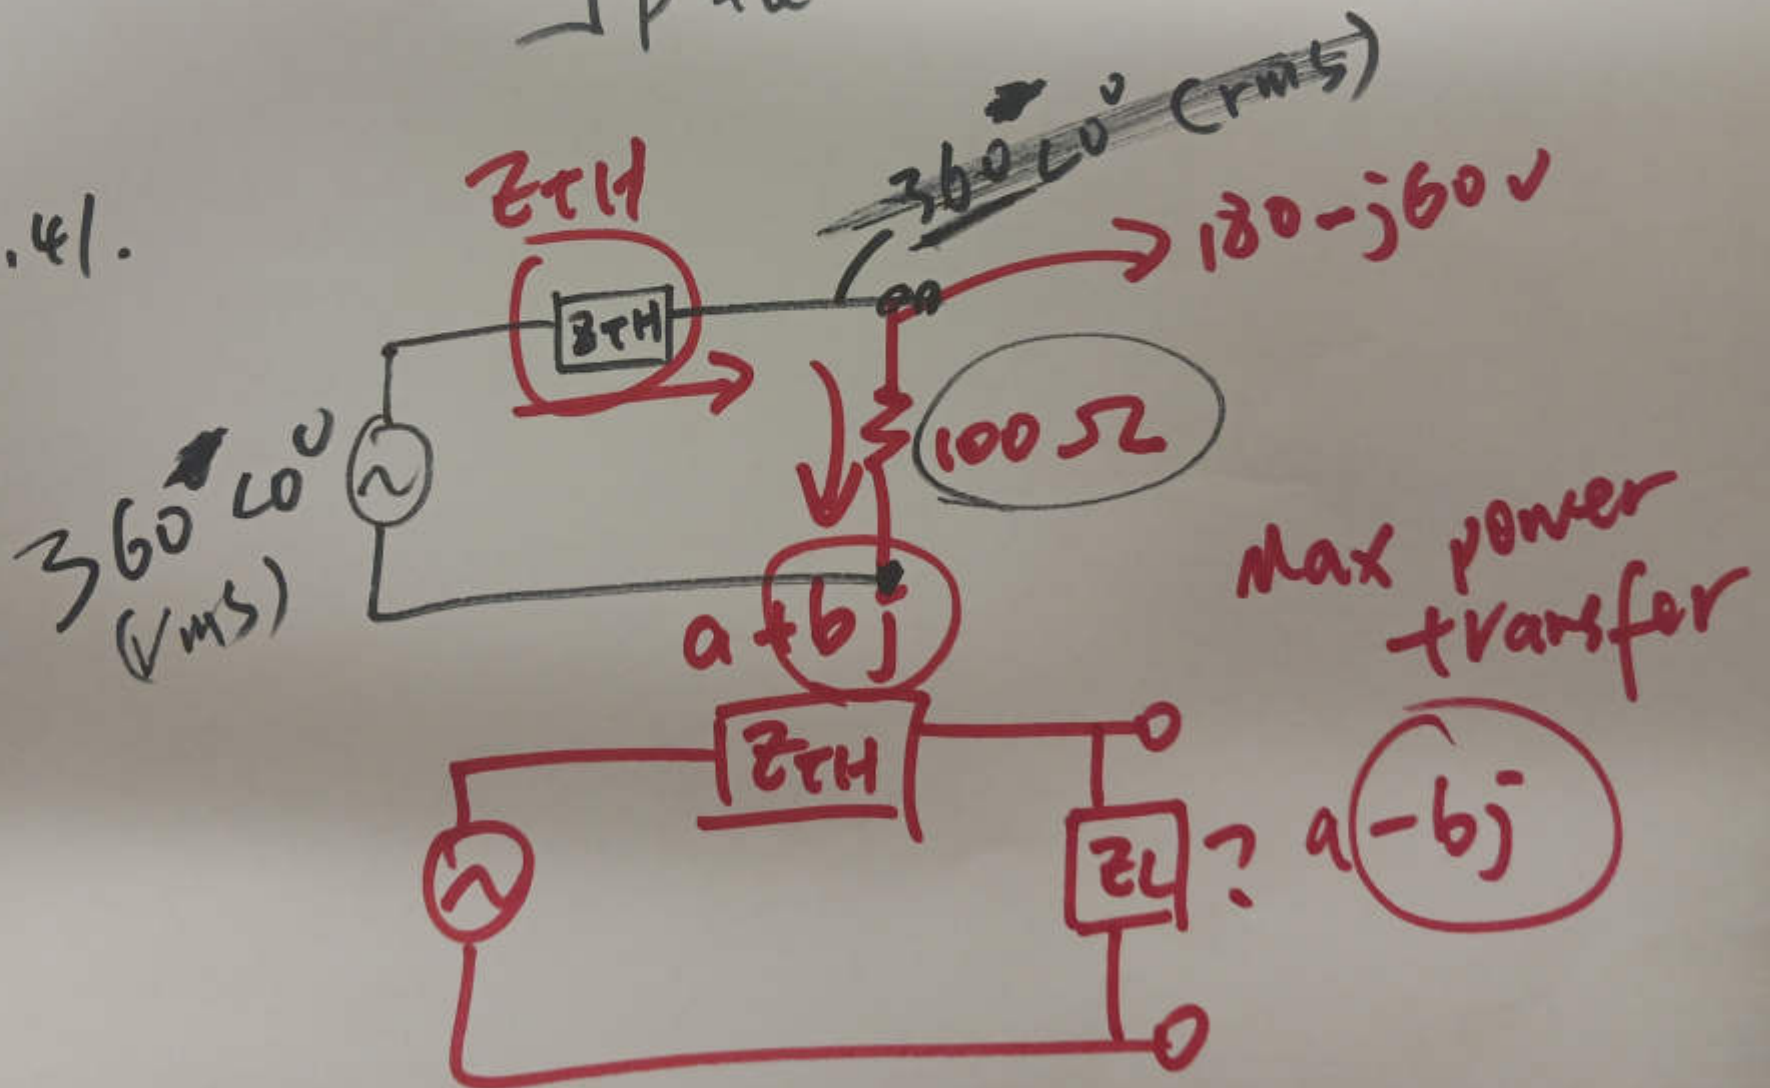 360∠0° (rms)
ZTH
180-j60v
.41.
ZTH
100Ω
360∠0°
(rms)
Max power
transfer
a+bj
ZTH
ZL ? a-bj